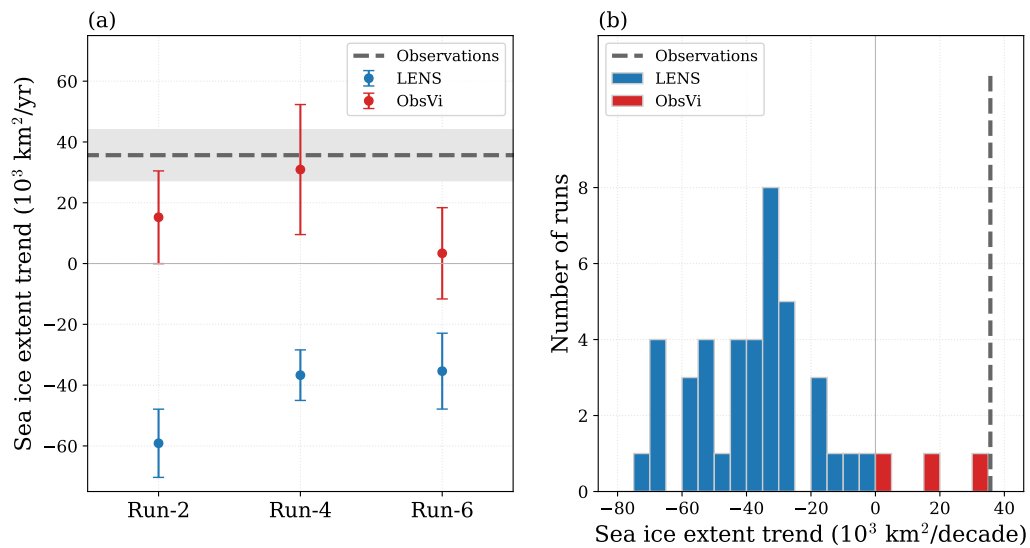 (a)
Sea ice extent trend (10³ km²/yr)
60
40
20
0
−20
−40
−60
Run-2
Run-4
Run-6
Observations
LENS
ObsVi
(b)
Number of runs
8
6
4
2
0
−80
−60
−40
−20
0
20
40
Sea ice extent trend (10³ km²/decade)
Observations
LENS
ObsVi